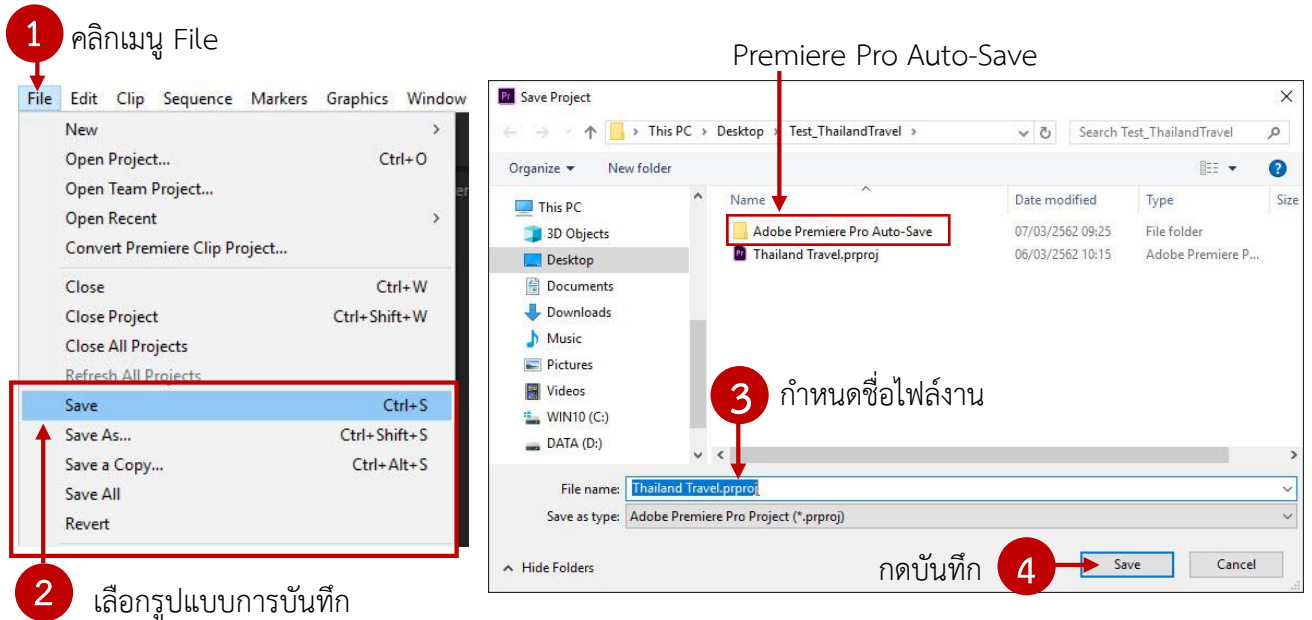 1 คลิกเมนู File
Premiere Pro Auto-Save
File Edit Clip Sequence Markers Graphics Window
New >
Open Project... Ctrl+O
Open Team Project...
Open Recent >
Convert Premiere Clip Project...
Close Ctrl+W
Close Project Ctrl+Shift+W
Close All Projects
Refresh All Projects
Save Ctrl+S
Save As... Ctrl+Shift+S
Save a Copy... Ctrl+Alt+S
Save All
Revert
2 เลือกรูปแบบการบันทึก
Pr Save Project
> This PC > Desktop > Test_ThailandTravel > Search Test_ThailandTravel
Organize New folder ?
Name Date modified Type Size
Adobe Premiere Pro Auto-Save 07/03/2562 09:25 File folder
Thailand Travel.prproj 06/03/2562 10:15 Adobe Premiere P...
This PC
3D Objects
Desktop
Documents
Downloads
Music
Pictures
Videos
WIN10 (C:)
DATA (D:)
3 กำหนดชื่อไฟล์งาน
File name: Thailand Travel.prproj
Save as type: Adobe Premiere Pro Project (*.prproj)
Hide Folders
กดบันทึก 4 Save Cancel